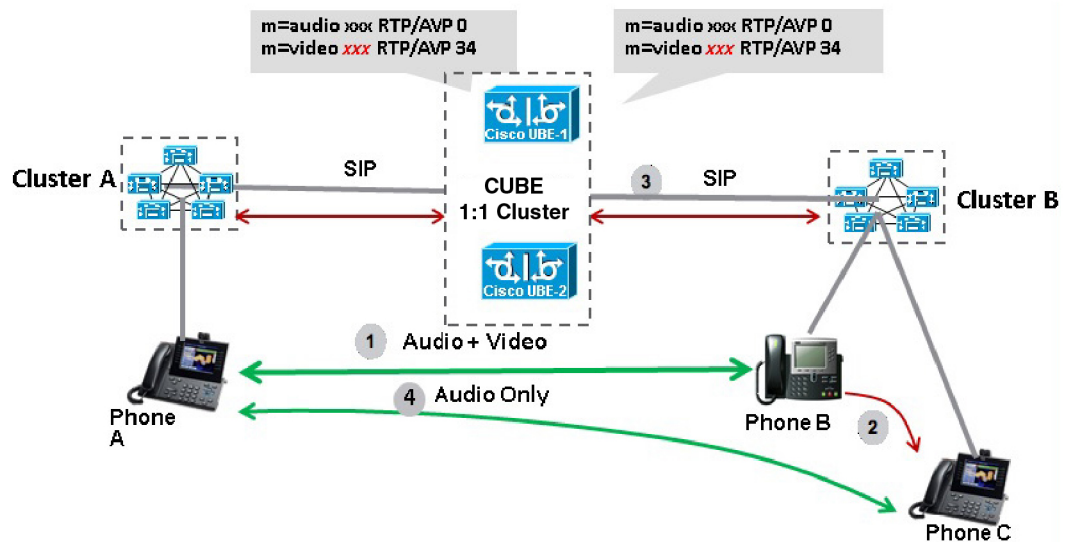 m=audio xxx RTP/AVP 0
m=video xxx RTP/AVP 34
m=audio xxx RTP/AVP 0
m=video xxx RTP/AVP 34
Cisco UBE-1
Cluster A
SIP
CUBE
1:1 Cluster
3
SIP
Cluster B
Cisco UBE-2
1
Audio + Video
4
Audio Only
Phone
A
Phone B
2
Phone C